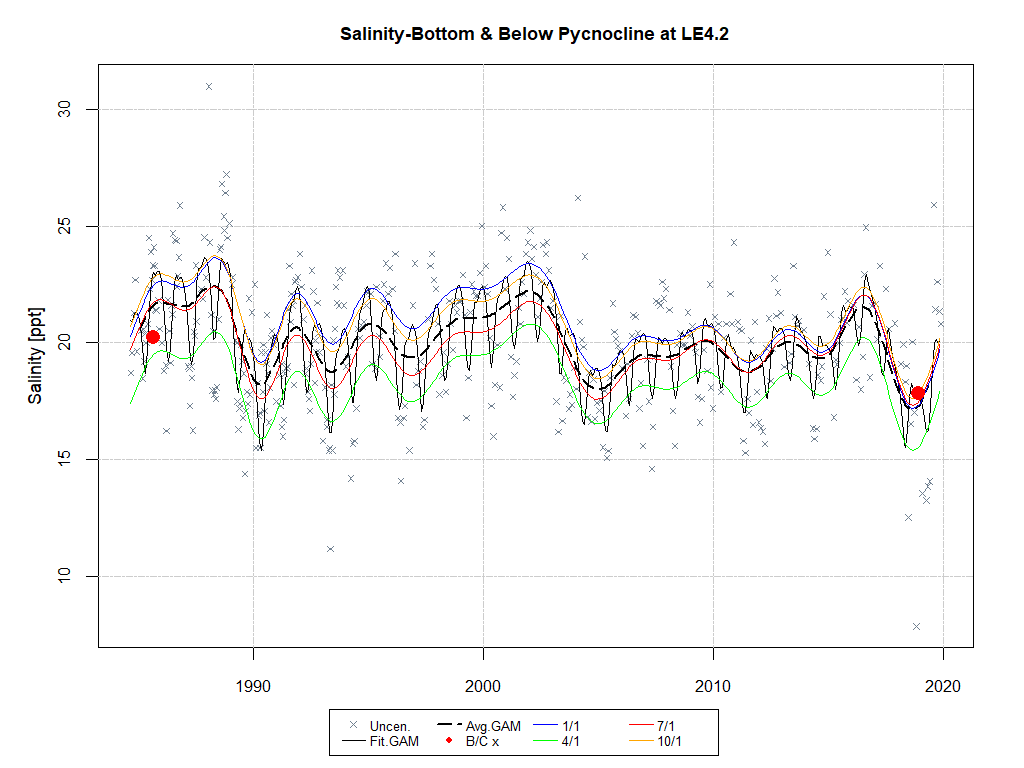 Salinity-Bottom & Below Pycnocline at LE4.2
Salinity [ppt]
30
25
20
15
10
1990 2000 2010 2020
Uncen. Avg.GAM 1/1 7/1
Fit.GAM B/C x 4/1 10/1